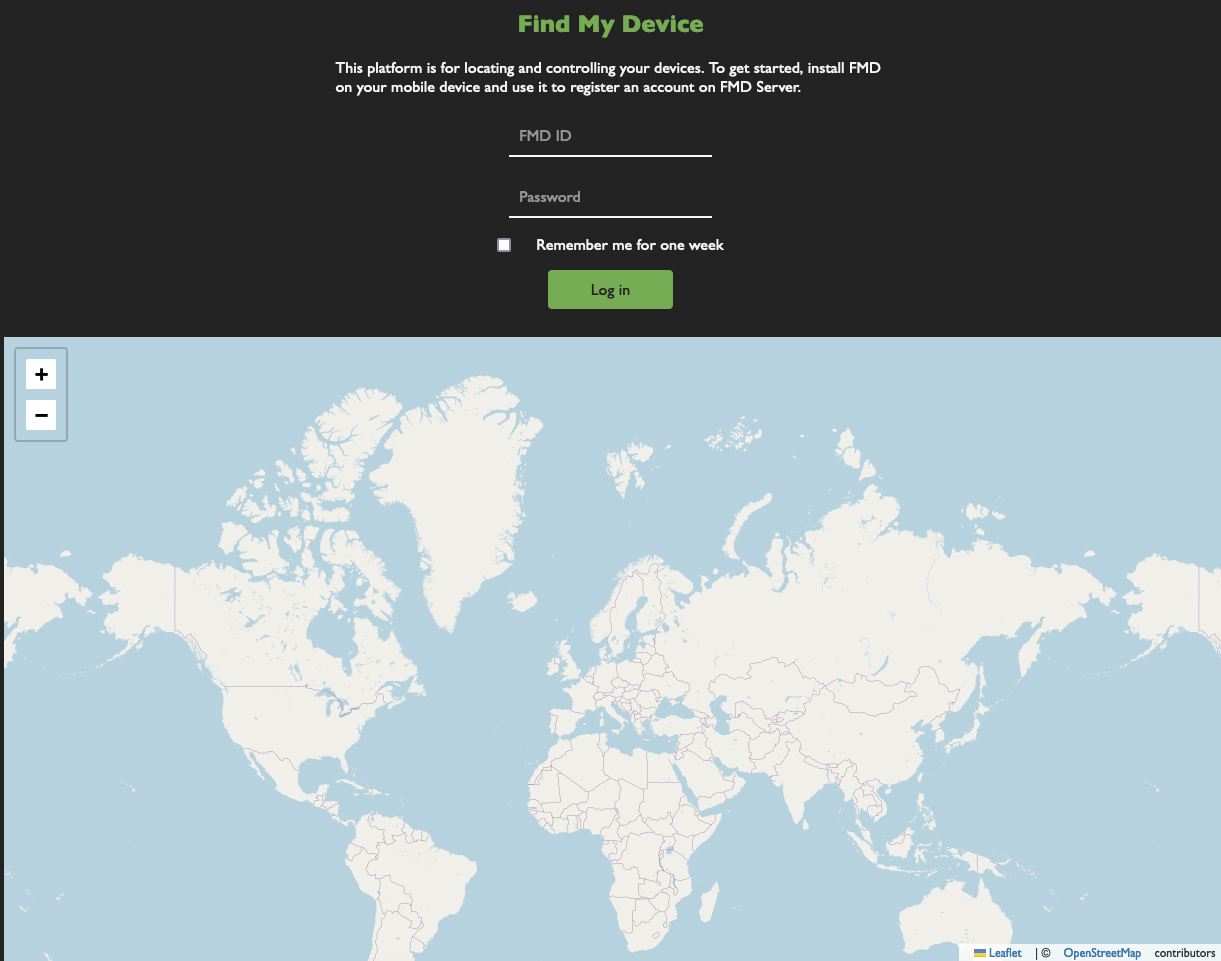 Find My Device
This platform is for locating and controlling your devices. To get started, install FMD
on your mobile device and use it to register an account on FMD Server.
FMD ID
Password
Remember me for one week
Log in
+
−
Leaflet | © OpenStreetMap contributors